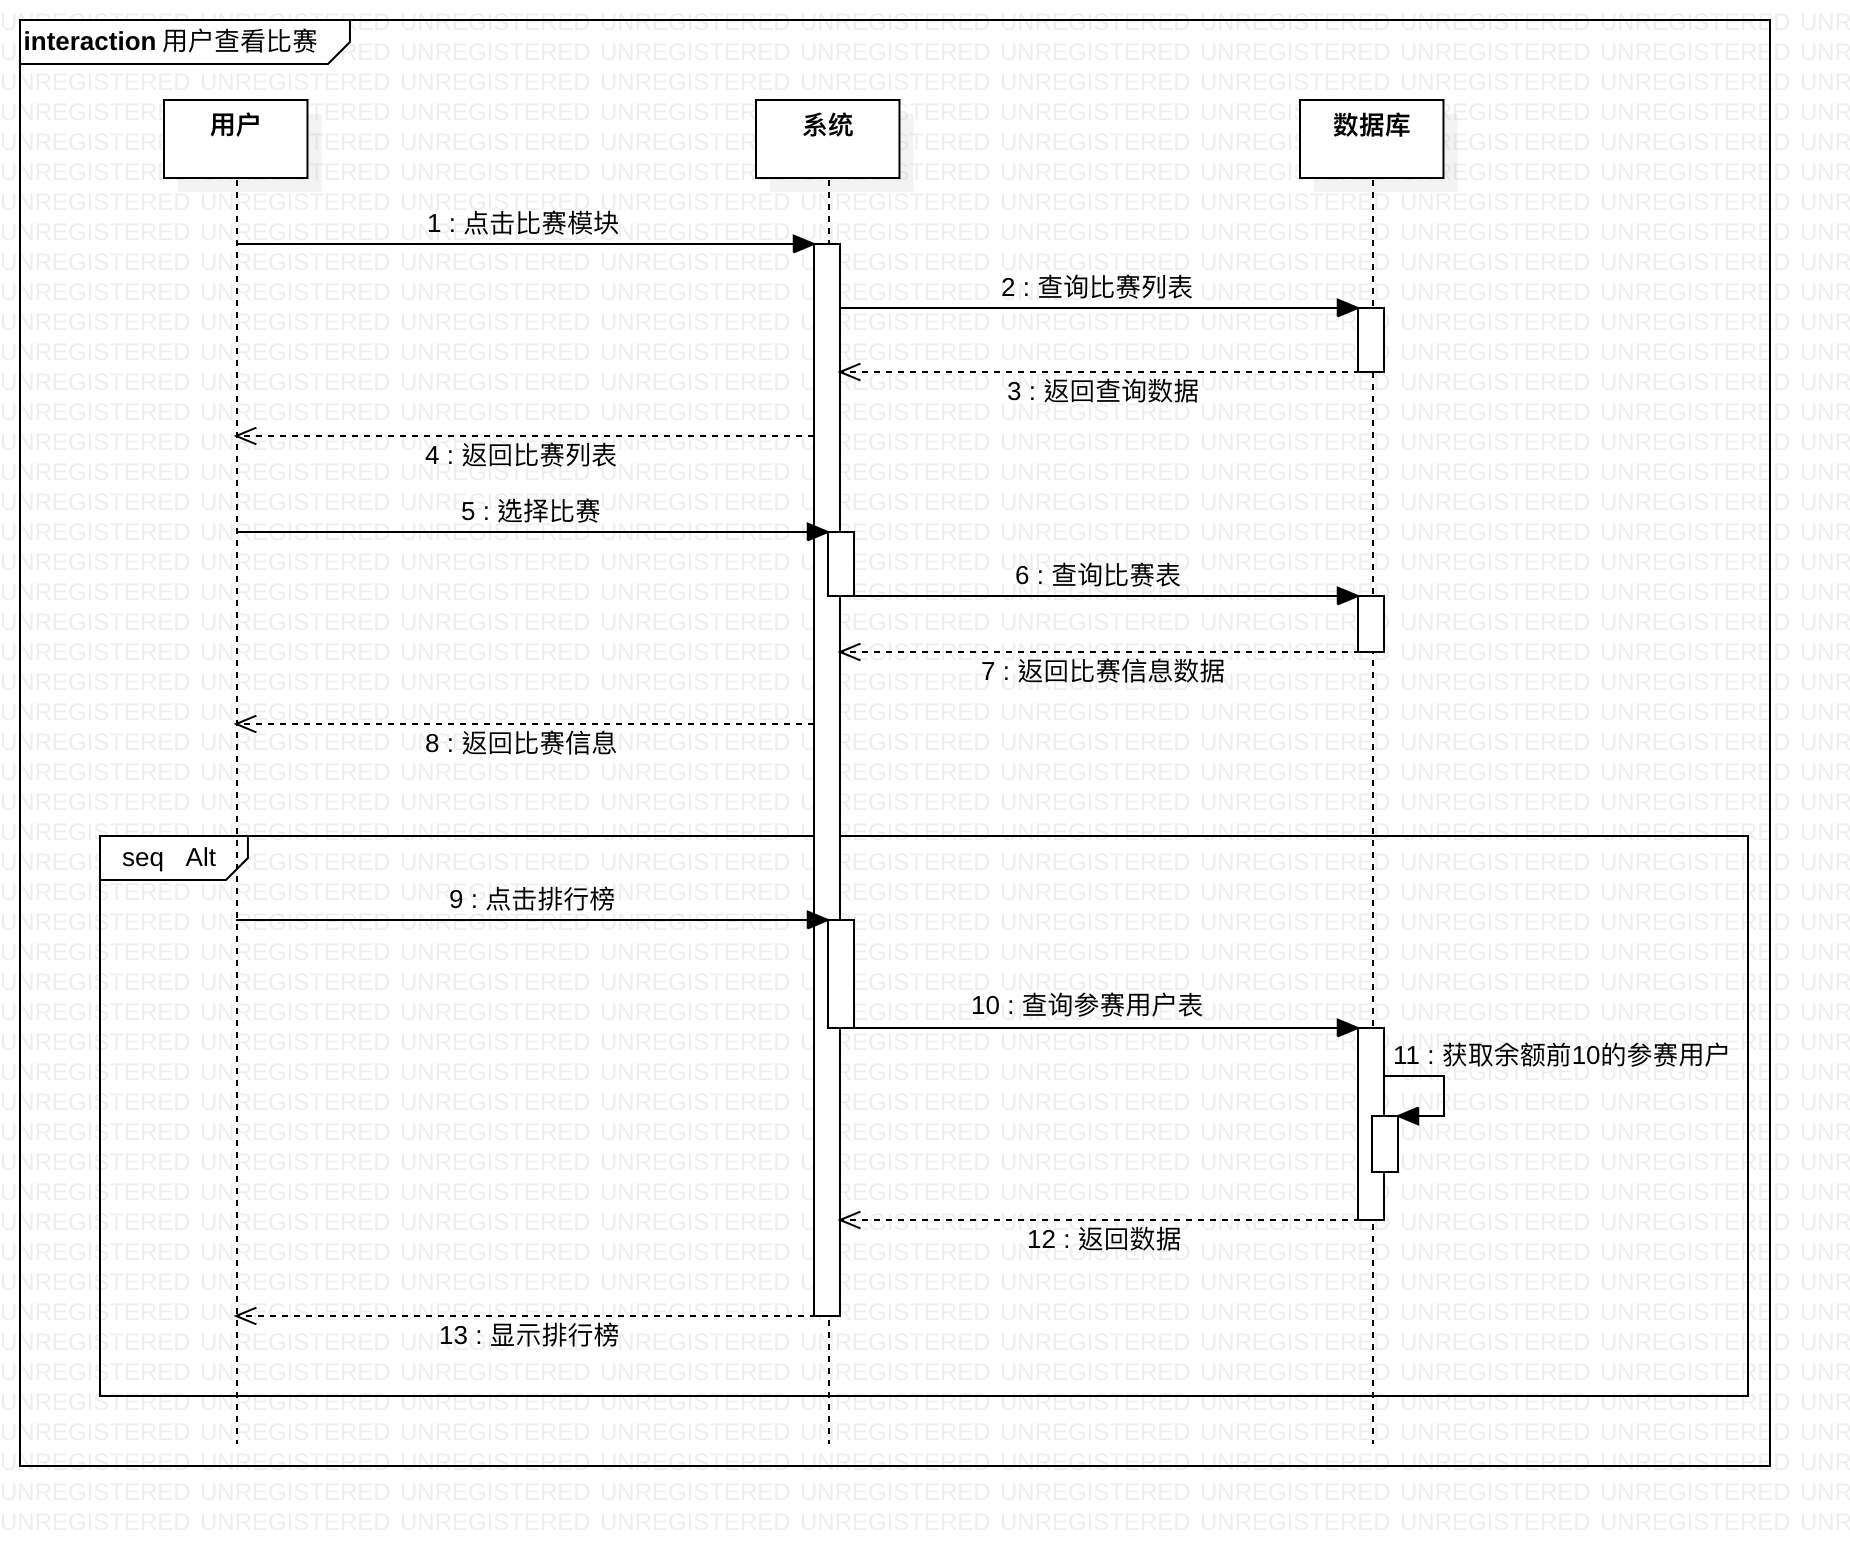 interaction 用户查看比赛
用户
系统
数据库
1 : 点击比赛模块
2 : 查询比赛列表
3 : 返回查询数据
4 : 返回比赛列表
5 : 选择比赛
6 : 查询比赛表
7 : 返回比赛信息数据
8 : 返回比赛信息
seq Alt
9 : 点击排行榜
10 : 查询参赛用户表
11 : 获取余额前10的参赛用户
12 : 返回数据
13 : 显示排行榜
UNREGISTERED